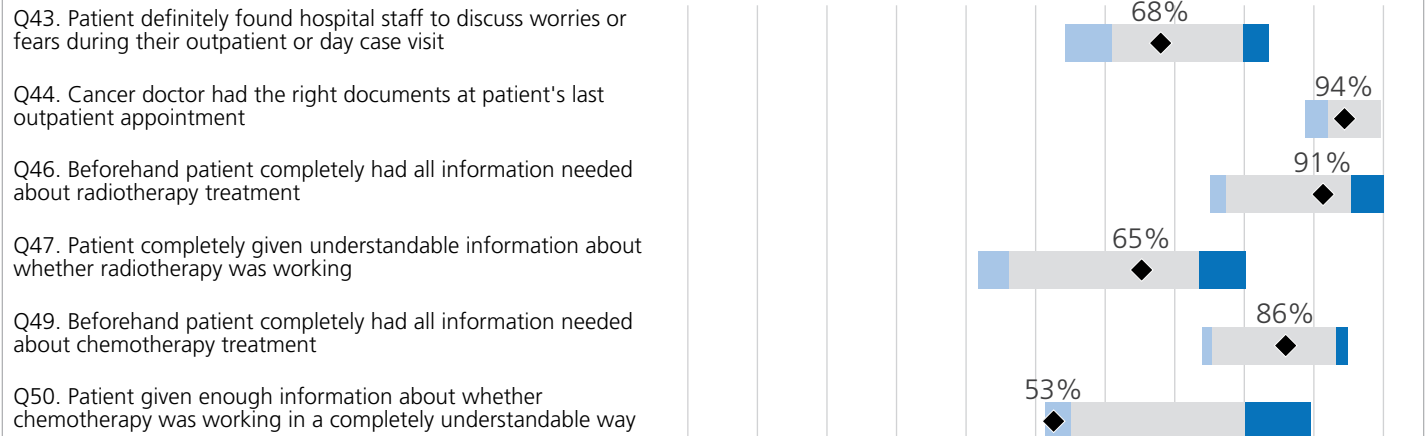 Q43. Patient definitely found hospital staff to discuss worries or
fears during their outpatient or day case visit
68%
Q44. Cancer doctor had the right documents at patient's last
outpatient appointment
94%
Q46. Beforehand patient completely had all information needed
about radiotherapy treatment
91%
Q47. Patient completely given understandable information about
whether radiotherapy was working
65%
Q49. Beforehand patient completely had all information needed
about chemotherapy treatment
86%
Q50. Patient given enough information about whether
chemotherapy was working in a completely understandable way
53%